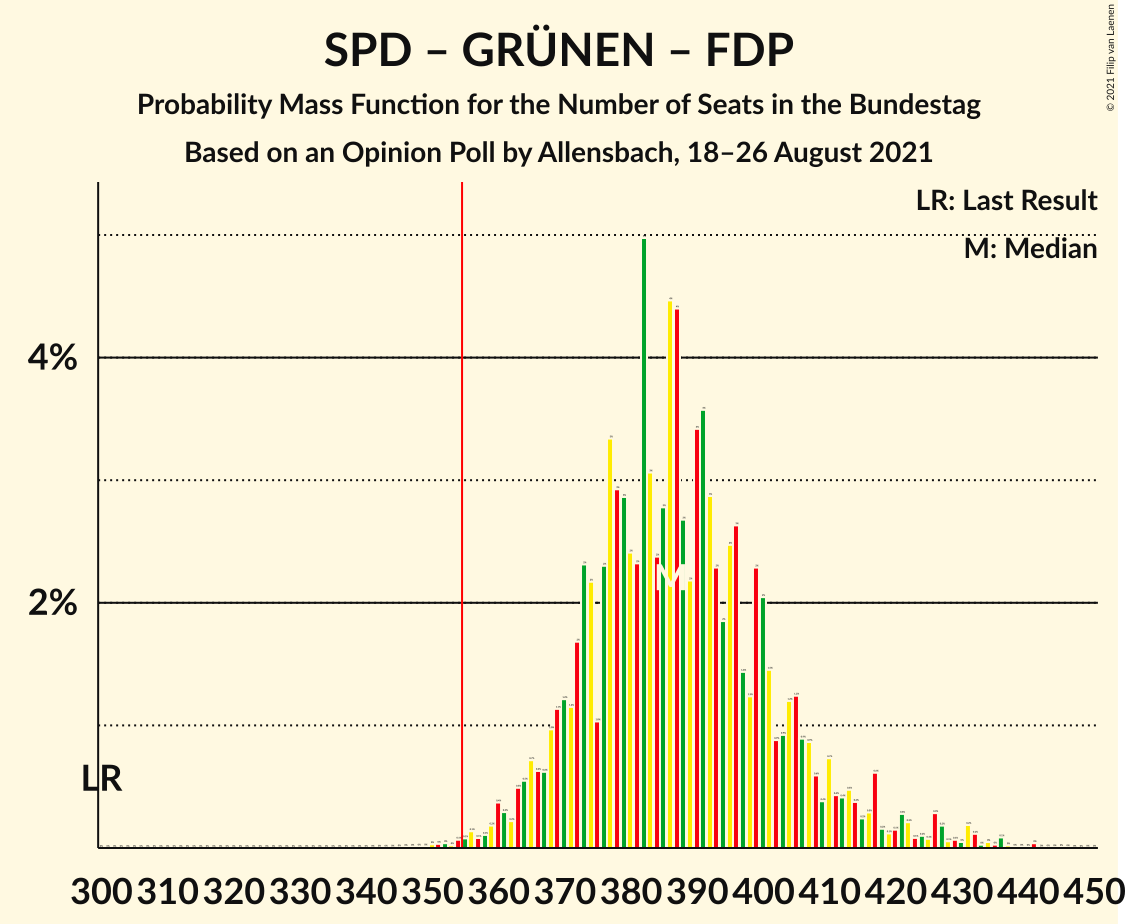 SPD – GRÜNEN – FDP
Probability Mass Function for the Number of Seats in the Bundestag
Based on an Opinion Poll by Allensbach, 18–26 August 2021
© 2021 Filip van Laenen
LR: Last Result
M: Median
4%
2%
M
LR
300 310 320 330 340 350 360 370 380 390 400 410 420 430 440 450